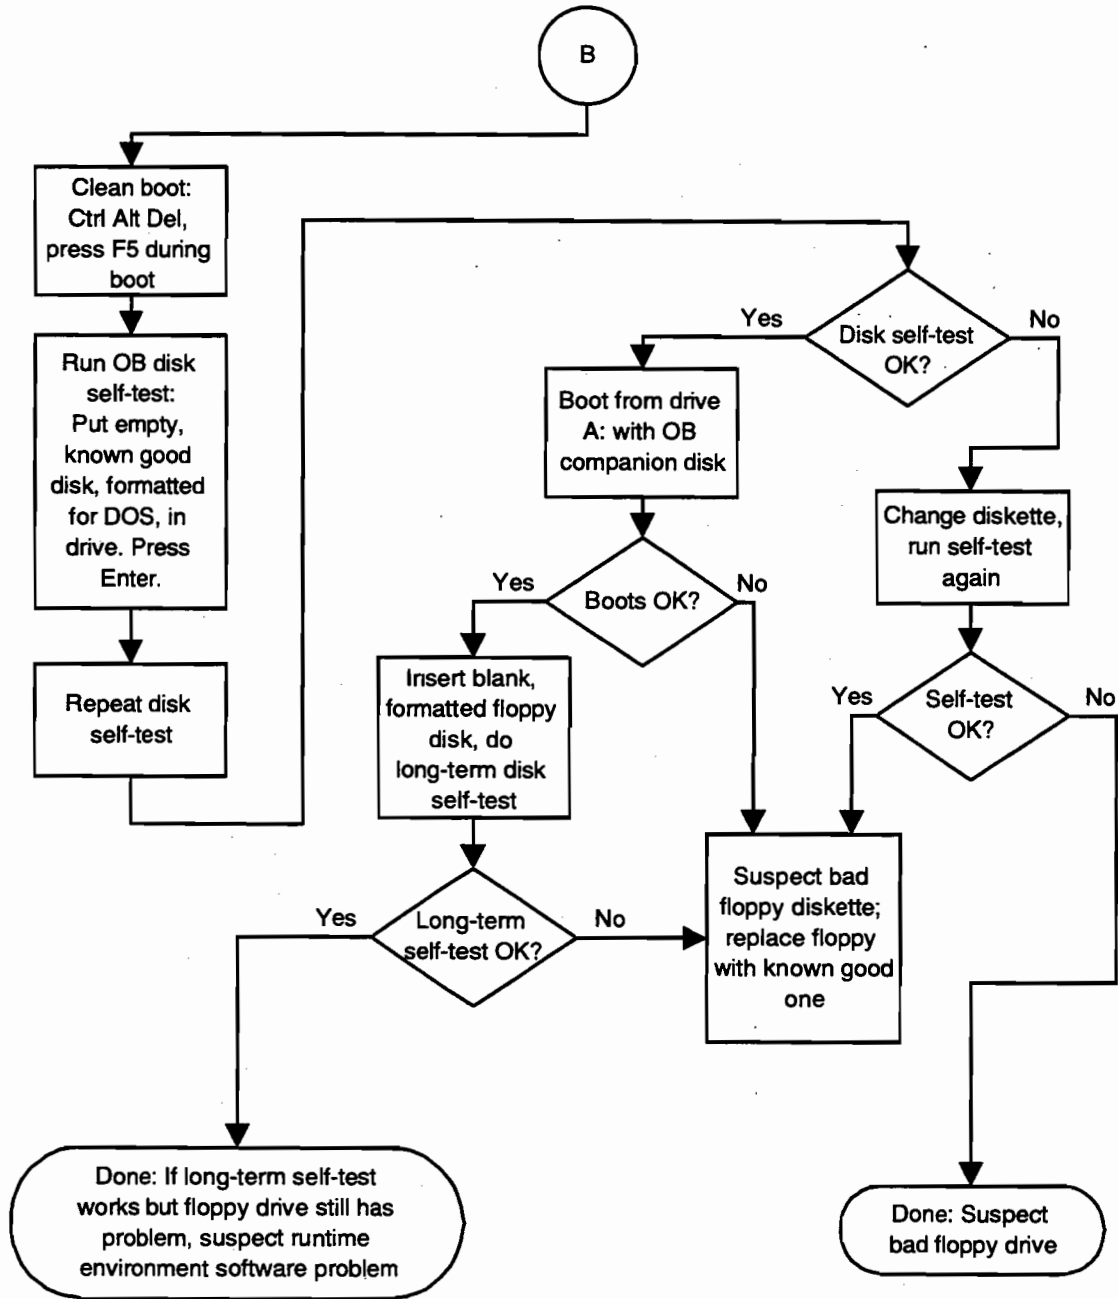 B
Clean boot:
Ctrl Alt Del,
press F5 during
boot
Run OB disk
self-test:
Put empty,
known good
disk, formatted
for DOS, in
drive. Press
Enter.
Repeat disk
self-test
Disk self-test
OK?
Yes
No
Boot from drive
A: with OB
companion disk
Change diskette,
run self-test
again
Boots OK?
Yes
No
Self-test
OK?
Yes
No
Insert blank,
formatted floppy
disk, do
long-term disk
self-test
Suspect bad
floppy diskette;
replace floppy
with known good
one
Long-term
self-test OK?
Yes
No
Done: If long-term self-test
works but floppy drive still has
problem, suspect runtime
environment software problem
Done: Suspect
bad floppy drive